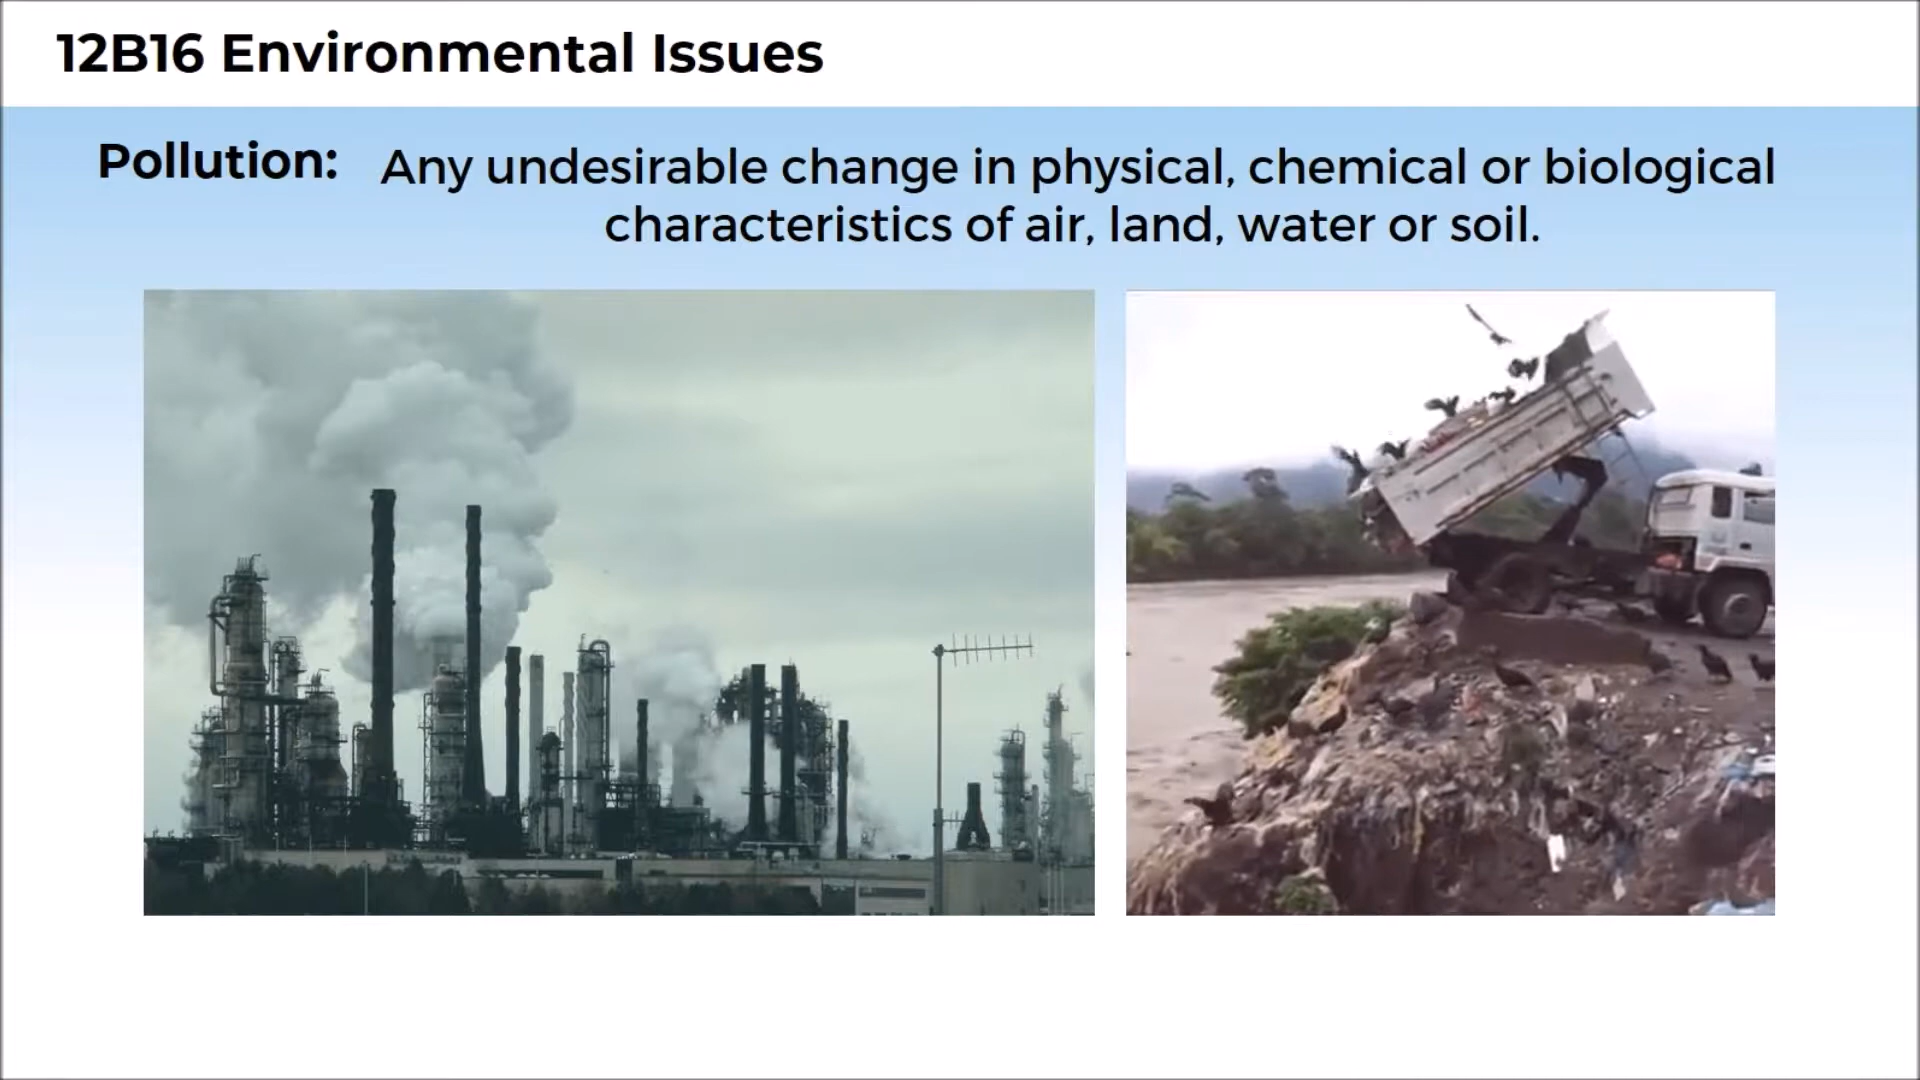 12B16 Environmental Issues
Pollution: Any undesirable change in physical, chemical or biological
characteristics of air, land, water or soil.